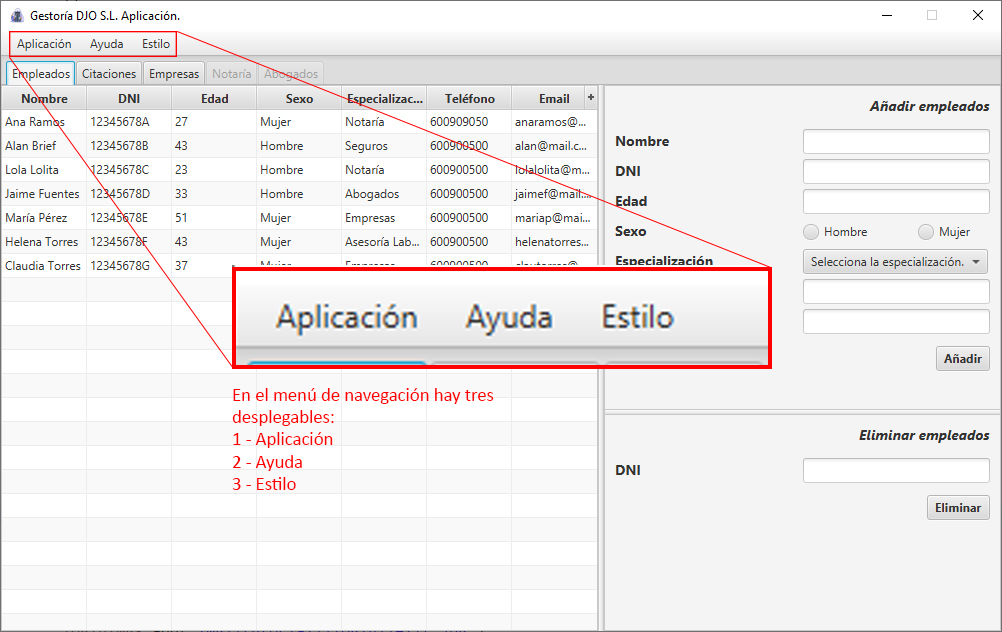 Gestoría DJO S.L. Aplicación.
Aplicación Ayuda Estilo
Empleados Citaciones Empresas Notaría Abogados
Nombre DNI Edad Sexo Especializac... Teléfono Email +
Ana Ramos 12345678A 27 Mujer Notaría 600909050 anaramos@...
Alan Brief 12345678B 43 Hombre Seguros 600900500 alan@mail.c...
Lola Lolita 12345678C 23 Hombre Notaría 600900500 lolalolita@m...
Jaime Fuentes 12345678D 33 Hombre Abogados 600900500 jaimef@mail...
María Pérez 12345678E 51 Mujer Empresas 600900500 mariap@mai...
Helena Torres 12345678F 43 Mujer Asesoría Lab... 600900500 helenatorres...
Claudia Torres 12345678G 37 Mujer Empresas 600900500
Añadir empleados
Nombre
DNI
Edad
Sexo Hombre Mujer
Especialización Selecciona la especialización.
Añadir
Aplicación Ayuda Estilo
En el menú de navegación hay tres
desplegables:
1 - Aplicación
2 - Ayuda
3 - Estilo
Eliminar empleados
DNI
Eliminar